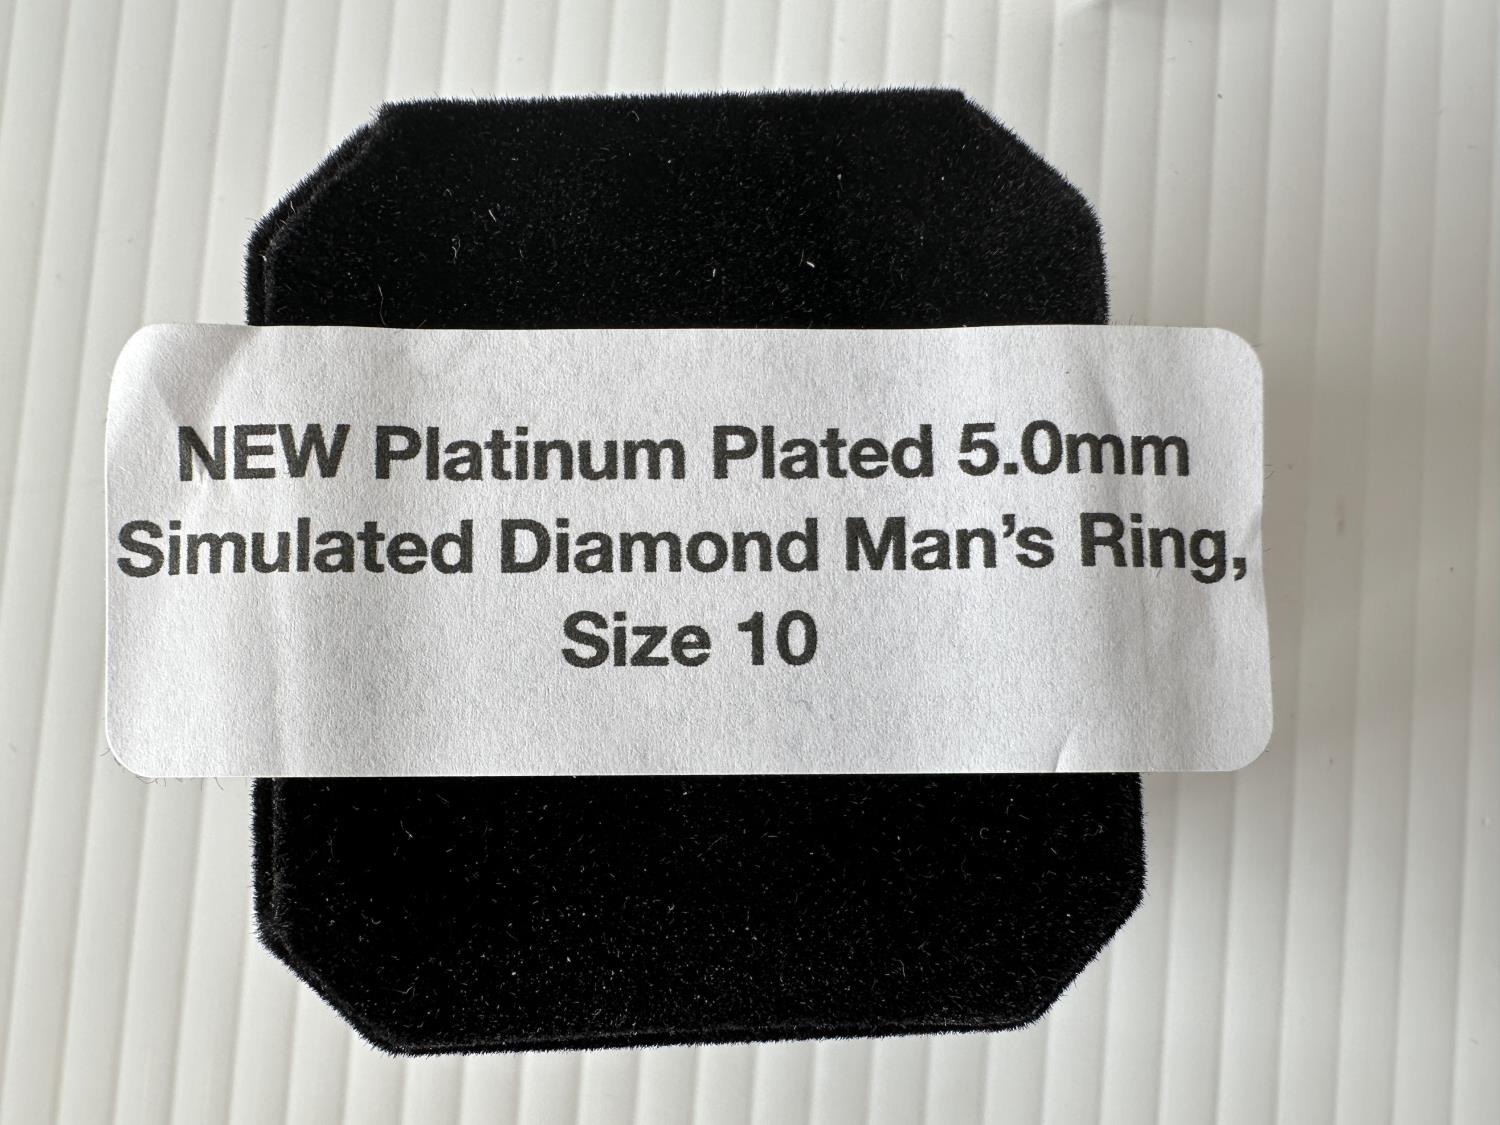 NEW Platinum Plated 5.0mm
Simulated Diamond Man’s Ring,
Size 10